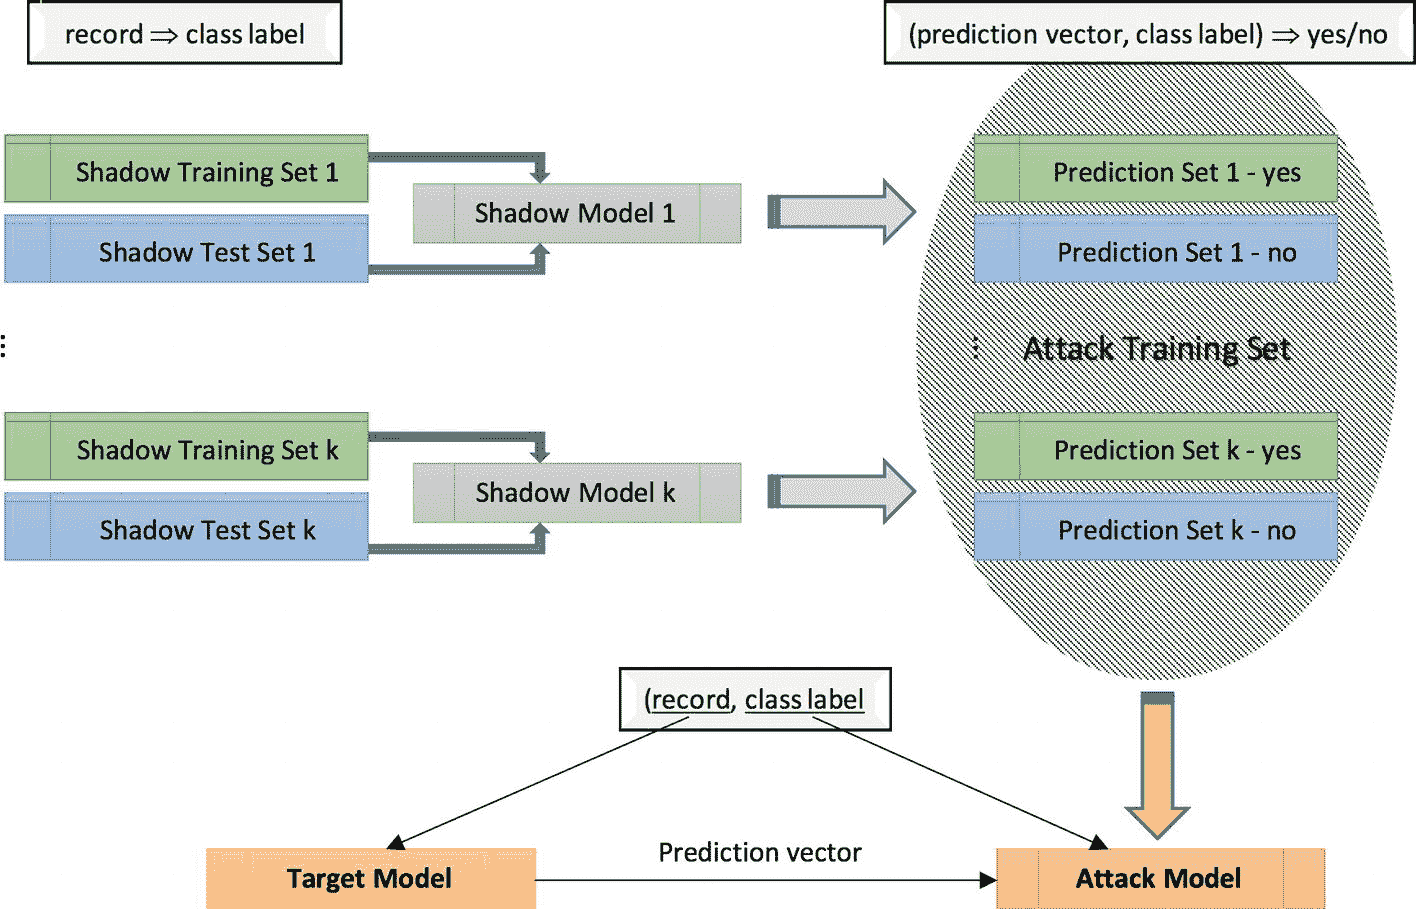 record ⇒ class label
(prediction vector, class label) ⇒ yes/no
Shadow Training Set 1
Shadow Test Set 1
Shadow Model 1
Prediction Set 1 - yes
Prediction Set 1 - no
⋮
⋮ Attack Training Set
Shadow Training Set k
Shadow Test Set k
Shadow Model k
Prediction Set k - yes
Prediction Set k - no
(record, class label
Target Model
Prediction vector
Attack Model